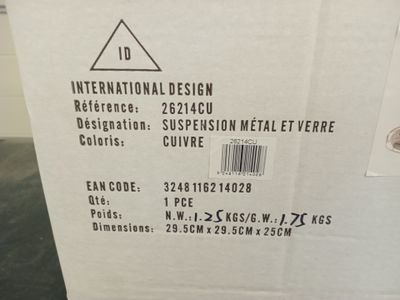 ID
INTERNATIONAL DESIGN
Référence: 26214CU
Désignation: SUSPENSION MÉTAL ET VERRE
Coloris: CUIVRE
26214CU
EAN CODE: 3248116214028
Qté: 1 PCE
Poids: N.W.: 1.25 KGS/G.W.: 1.75 KGS
Dimensions: 29.5CM x 29.5CM x 25CM